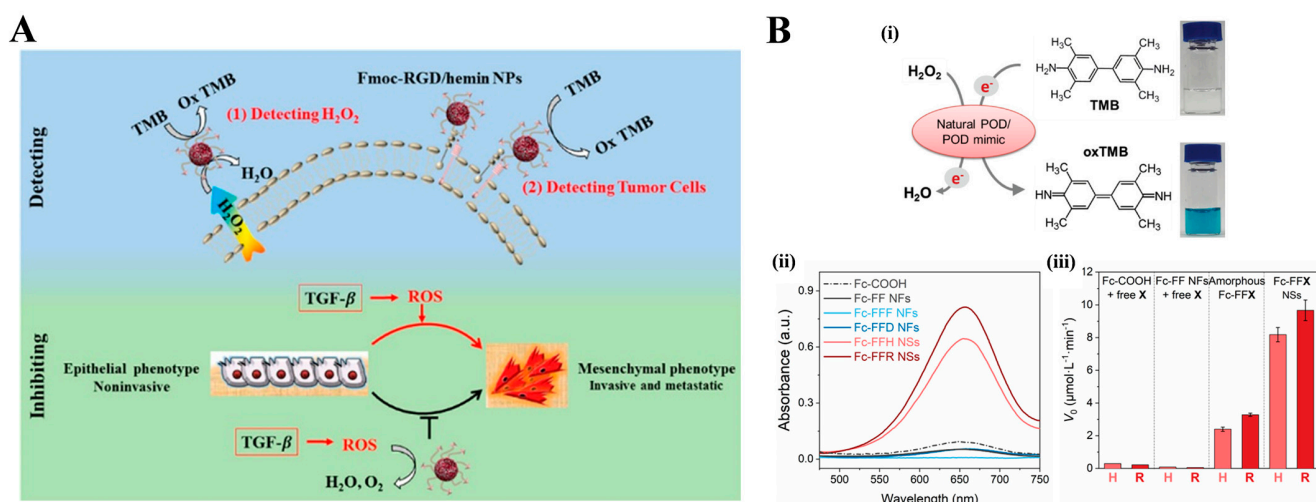 A
Detecting
TMB
Ox TMB
(1) Detecting H₂O₂
H₂O
H₂O₂
Fmoc-RGD/hemin NPs
TMB
Ox TMB
(2) Detecting Tumor Cells
Inhibiting
TGF-β
ROS
Epithelial phenotype
Noninvasive
Mesenchymal phenotype
Invasive and metastatic
TGF-β
ROS
H₂O, O₂
B
(i)
H₂O₂
e⁻
Natural POD/
POD mimic
H₂O
e⁻
CH₃
CH₃
H₂N
NH₂
CH₃
CH₃
TMB
oxTMB
CH₃
CH₃
HN
NH
CH₃
CH₃
(ii)
Absorbance (a.u.)
0.9
0.6
0.3
0.0
Fc-COOH
Fc-FF NFs
Fc-FFF NFs
Fc-FFD NFs
Fc-FFH NSs
Fc-FFR NSs
500 550 600 650 700 750
Wavelength (nm)
(iii)
V₀ (μmol·L⁻¹·min⁻¹)
12
10
8
6
4
2
0
Fc-COOH
+ free X
Fc-FF NFs
+ free X
Amorphous
Fc-FFX
Fc-FFX
NSs
H R H R H R H R